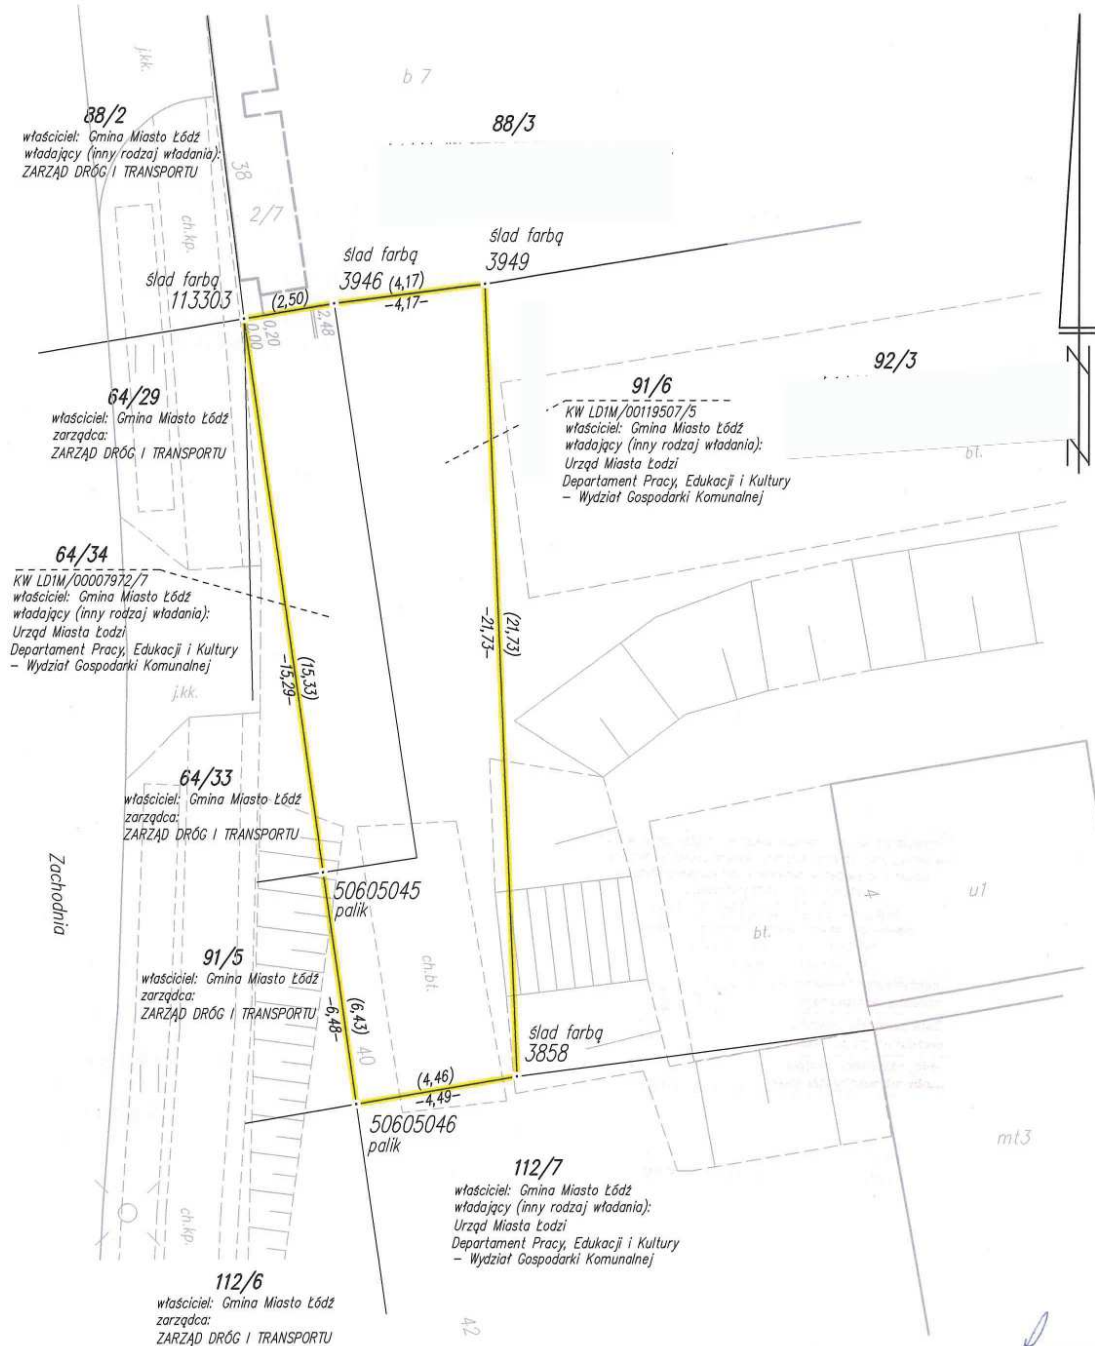 j.kk.
b 7
88/2
właściciel: Gmina Miasto Łódź
władający (inny rodzaj władania):
ZARZĄD DRÓG I TRANSPORTU
88/3
38
2/7
ch.kp.
ślad farbą
3949
ślad farbą
3946
(4,17)
-4,17-
ślad farbą
113303
(2,50)
0,00
0,20
2,48
64/29
właściciel: Gmina Miasto Łódź
zarządca:
ZARZĄD DRÓG I TRANSPORTU
92/3
91/6
KW LD1M/00119507/5
właściciel: Gmina Miasto Łódź
władający (inny rodzaj władania):
Urząd Miasta Łodzi
Departament Pracy, Edukacji i Kultury
– Wydział Gospodarki Komunalnej
bt.
64/34
KW LD1M/00007972/7
właściciel: Gmina Miasto Łódź
władający (inny rodzaj władania):
Urząd Miasta Łodzi
Departament Pracy, Edukacji i Kultury
– Wydział Gospodarki Komunalnej
(21,73)
-21,73-
(15,33)
-15,29-
j.kk.
64/33
właściciel: Gmina Miasto Łódź
zarządca:
ZARZĄD DRÓG I TRANSPORTU
Zachodnia
50605045
palik
4
u1
bt.
91/5
właściciel: Gmina Miasto Łódź
zarządca:
ZARZĄD DRÓG I TRANSPORTU
ch.bt.
(6,43)
-6,48-
40
ślad farbą
3858
(4,46)
-4,49-
50605046
palik
mt3
112/7
właściciel: Gmina Miasto Łódź
władający (inny rodzaj władania):
Urząd Miasta Łodzi
Departament Pracy, Edukacji i Kultury
– Wydział Gospodarki Komunalnej
ch.kp.
112/6
właściciel: Gmina Miasto Łódź
zarządca:
ZARZĄD DRÓG I TRANSPORTU
42